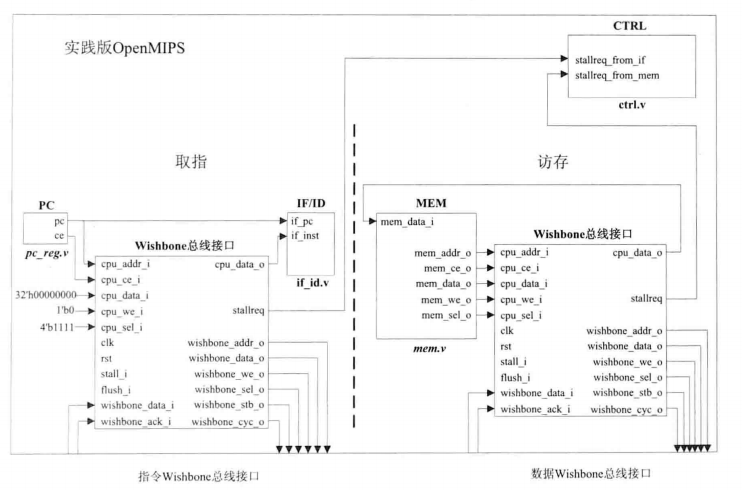 实践版OpenMIPS
CTRL
stallreq_from_if
stallreq_from_mem
ctrl.v
取指
访存
PC
pc
ce
pc_reg.v
IF/ID
if_pc
if_inst
if_id.v
Wishbone总线接口
cpu_addr_i
cpu_data_o
cpu_ce_i
32'h00000000
cpu_data_i
1'b0
cpu_we_i
stallreq
4'b1111
cpu_sel_i
clk
wishbone_addr_o
rst
wishbone_data_o
stall_i
wishbone_we_o
flush_i
wishbone_sel_o
wishbone_data_i
wishbone_stb_o
wishbone_ack_i
wishbone_cyc_o
指令Wishbone总线接口
MEM
mem_data_i
mem_addr_o
mem_ce_o
mem_data_o
mem_we_o
mem_sel_o
mem.v
Wishbone总线接口
cpu_addr_i
cpu_data_o
cpu_ce_i
cpu_data_i
cpu_we_i
stallreq
cpu_sel_i
clk
wishbone_addr_o
rst
wishbone_data_o
stall_i
wishbone_we_o
flush_i
wishbone_sel_o
wishbone_data_i
wishbone_stb_o
wishbone_ack_i
wishbone_cyc_o
数据Wishbone总线接口